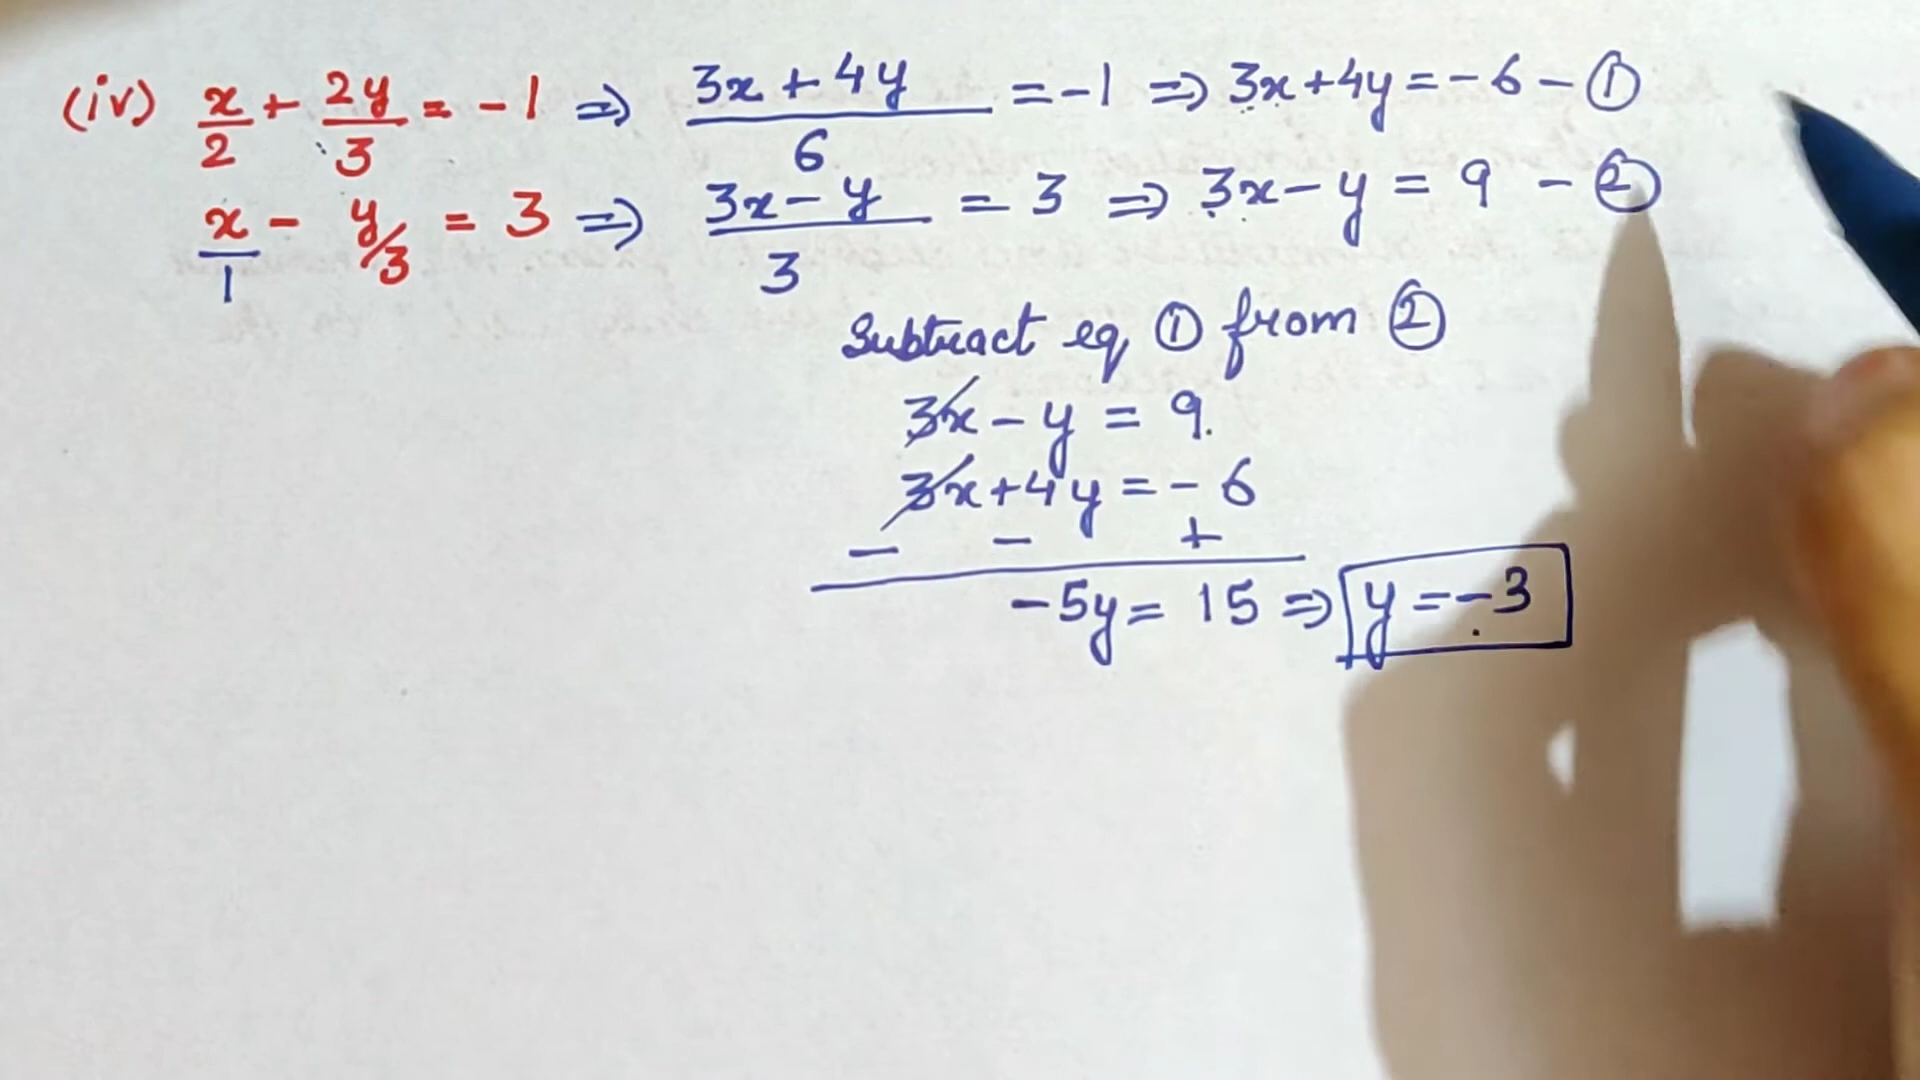 (iv) x/2 + 2y/3 = -1 ⇒ 3x + 4y/6 = -1 ⇒ 3x+4y = -6 - ①
x/1 - y/3 = 3 ⇒ 3x - y/3 = 3 ⇒ 3x - y = 9 - ②
Subtract eq ① from ②
3x - y = 9
3x + 4y = - 6
- - +
-5y = 15 ⇒ y = -3